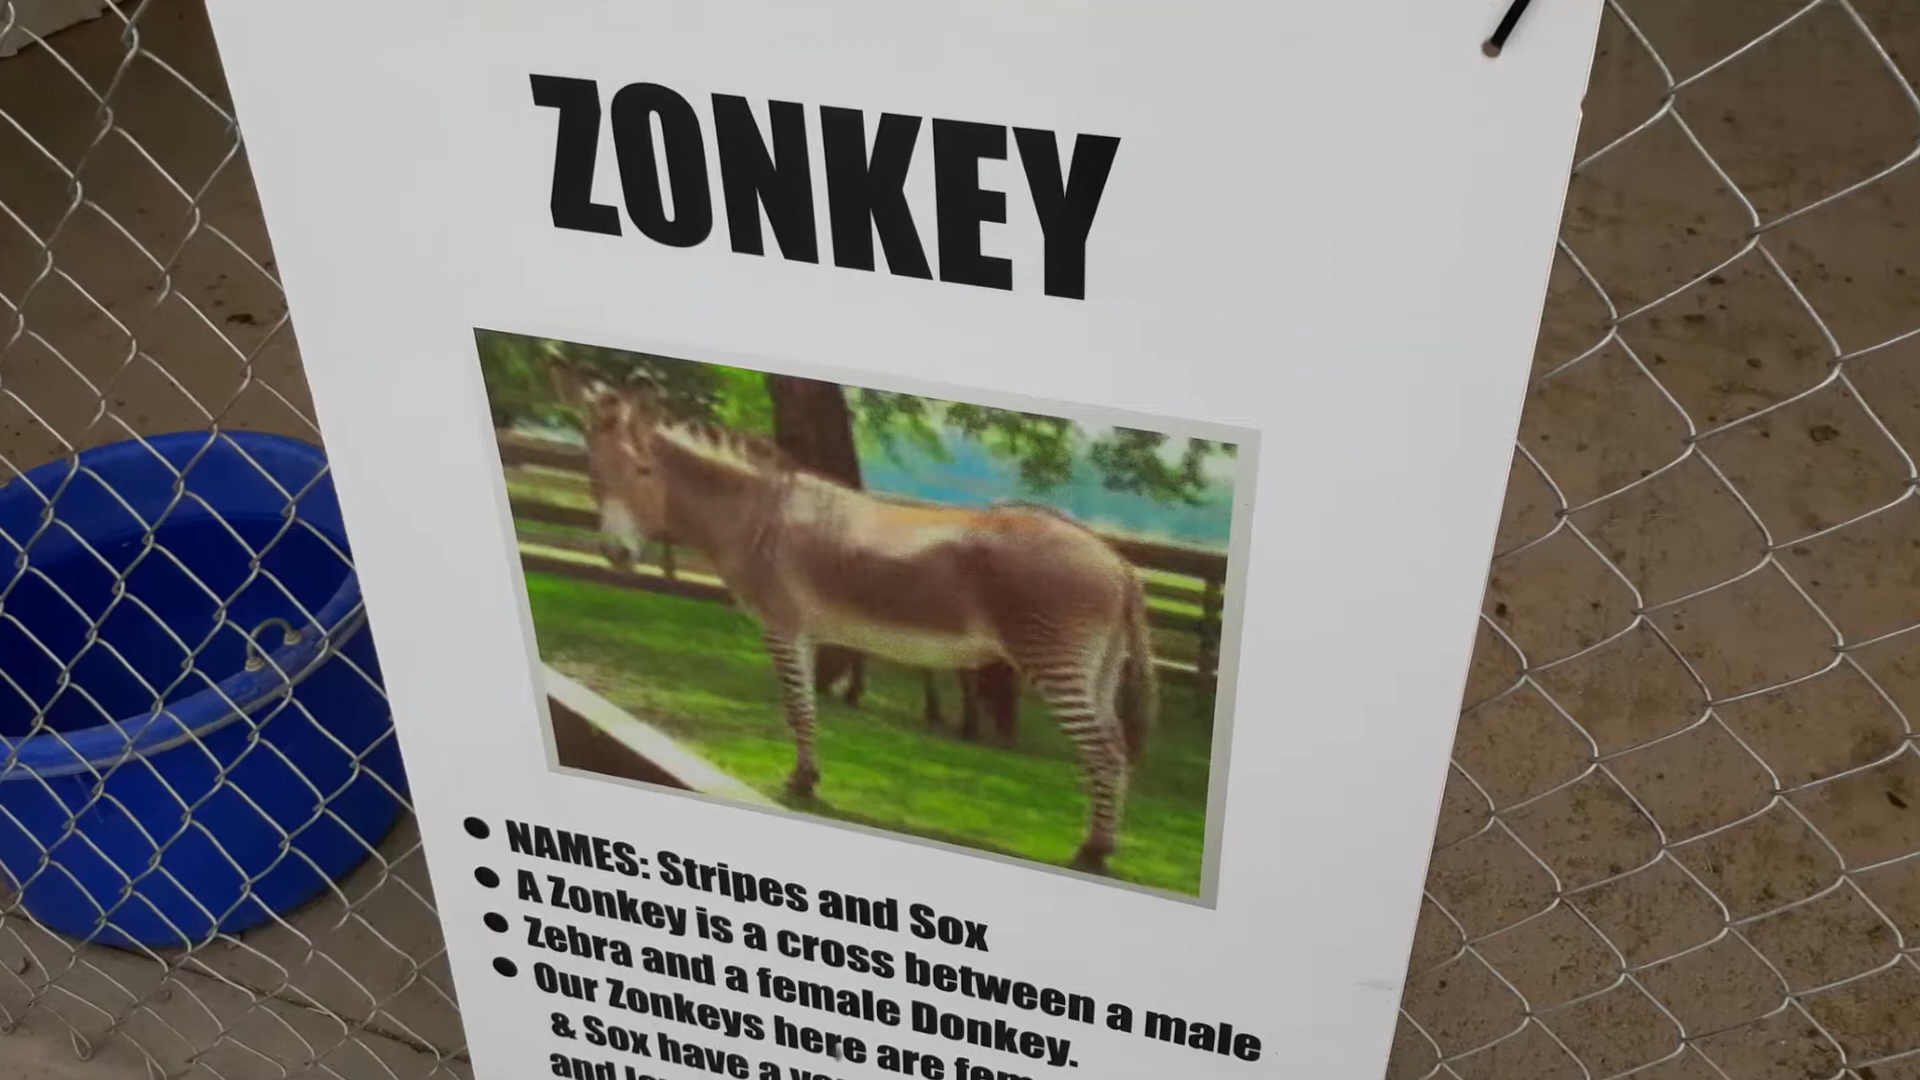 ZONKEY
• NAMES: Stripes and Sox
• A Zonkey is a cross between a male
• Zebra and a female Donkey.
• Our Zonkeys here are
& Sox have a
and